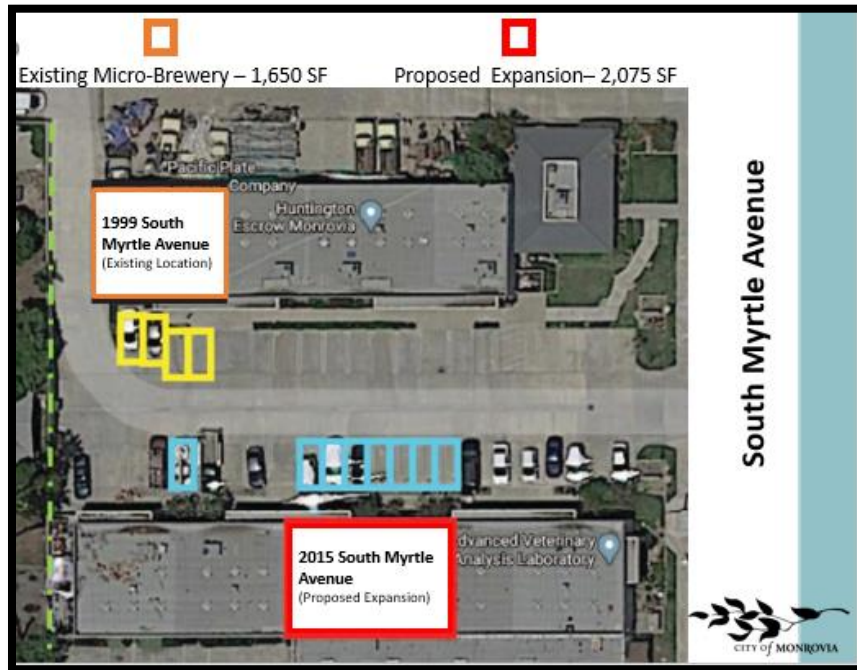 Existing Micro-Brewery – 1,650 SF
Proposed Expansion– 2,075 SF
Pacific Plate
Company
Huntington
Escrow Monrovia
1999 South
Myrtle Avenue
(Existing Location)
South Myrtle Avenue
2015 South Myrtle
Avenue
(Proposed Expansion)
dvanced Veterinary
Analysis Laboratory
CITY of MONROVIA